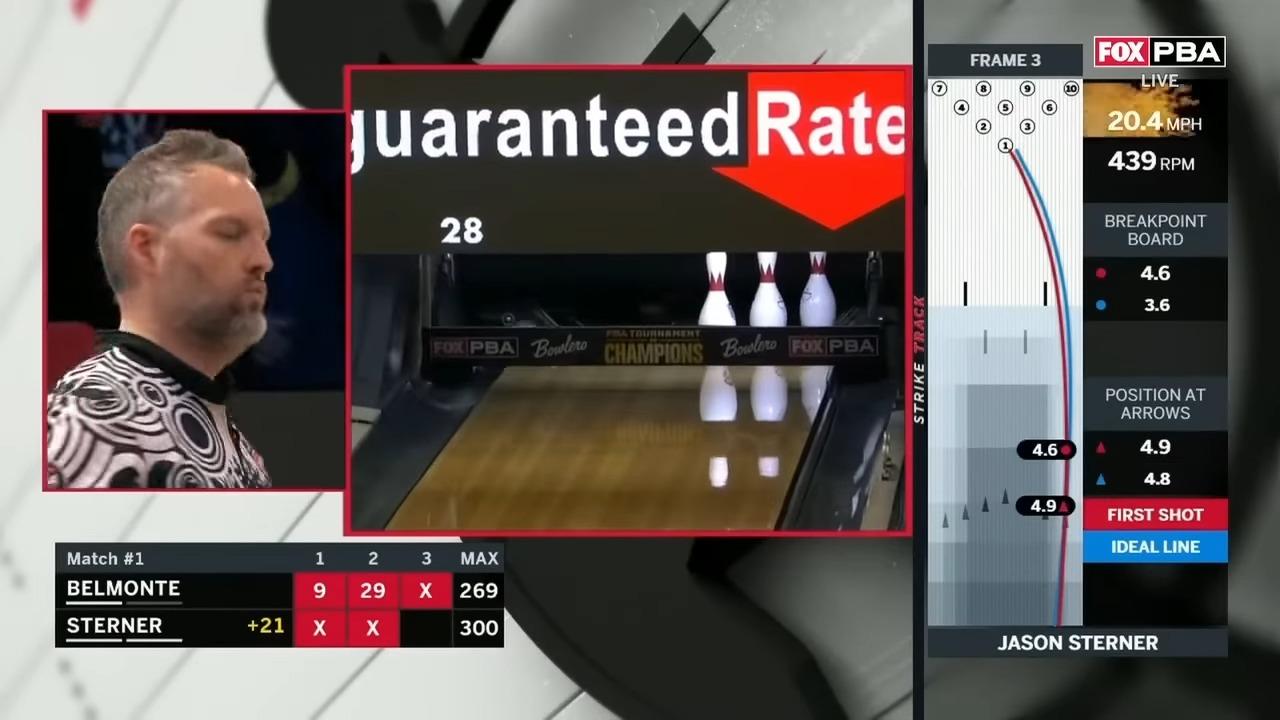 guaranteed Rate
28
FOX PBA Bowlero PBA TOURNAMENT CHAMPIONS Bowlero FOX PBA
Match #1 1 2 3 MAX
BELMONTE 9 29 X 269
STERNER +21 X X 300
STRIKE TRACK
FRAME 3
7 8 9 10
4 5 6
2 3
1
4.6
4.9
JASON STERNER
FOX PBA
LIVE
20.4 MPH
439 RPM
BREAKPOINT
BOARD
4.6
3.6
POSITION AT
ARROWS
4.9
4.8
FIRST SHOT
IDEAL LINE